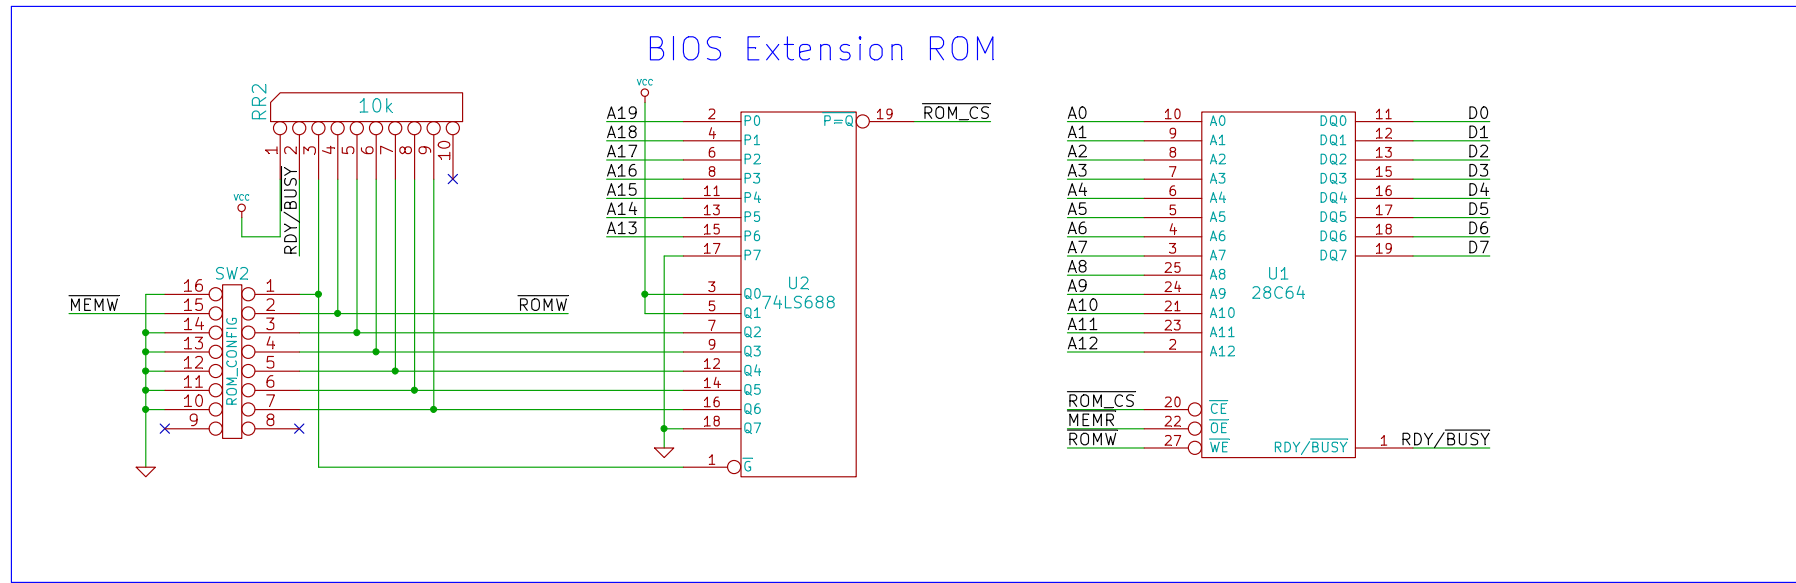 BIOS Extension ROM
RR2
10k
1 2 3 4 5 6 7 8 9 10
RDY/BUSY
VCC
SW2
ROM_CONFIG
MEMW
16 1
15 2
14 3
13 4
12 5
11 6
10 7
9 8
ROMW
VCC
A19 2 P0
A18 4 P1
A17 6 P2
A16 8 P3
A15 11 P4
A14 13 P5
A13 15 P6
17 P7
3 Q0
5 Q1
7 Q2
9 Q3
12 Q4
14 Q5
16 Q6
18 Q7
1 G
U2
74LS688
P=Q 19 ROM_CS
A0 10 A0
A1 9 A1
A2 8 A2
A3 7 A3
A4 6 A4
A5 5 A5
A6 4 A6
A7 3 A7
A8 25 A8
A9 24 A9
A10 21 A10
A11 23 A11
A12 2 A12
ROM_CS 20 CE
MEMR 22 OE
ROMW 27 WE
U1
28C64
DQ0 11 D0
DQ1 12 D1
DQ2 13 D2
DQ3 15 D3
DQ4 16 D4
DQ5 17 D5
DQ6 18 D6
DQ7 19 D7
RDY/BUSY 1 RDY/BUSY